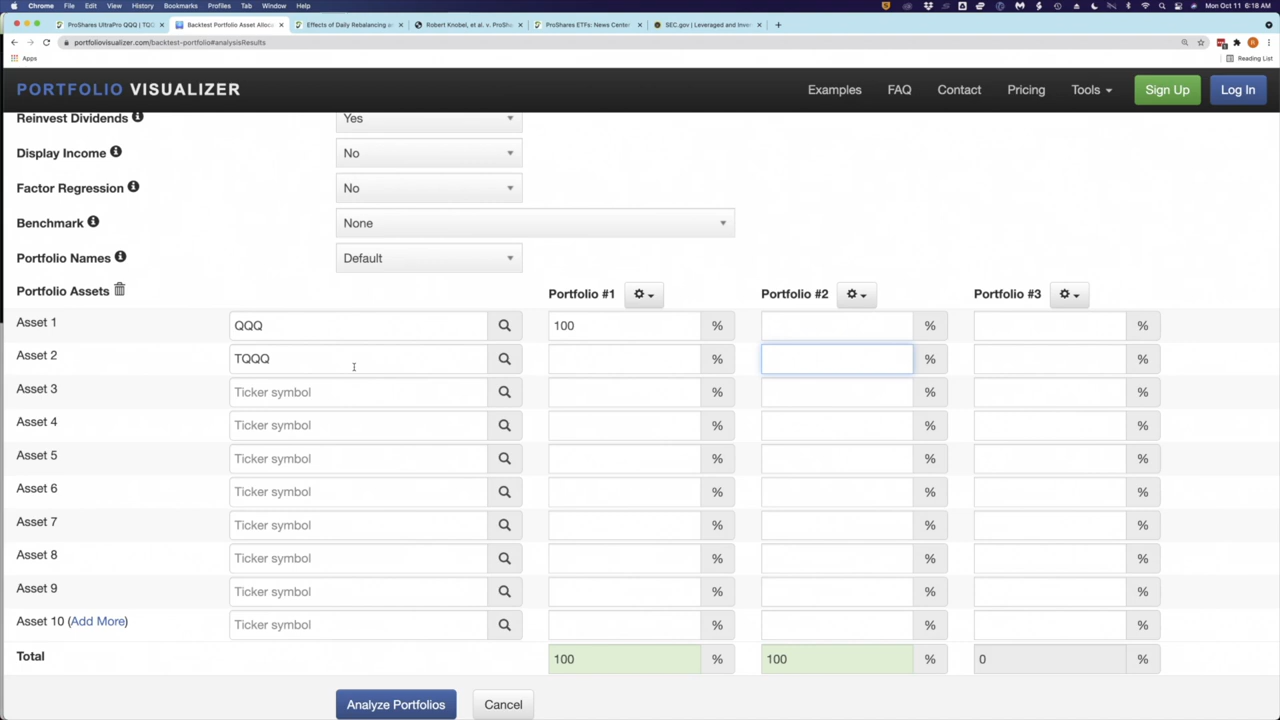 Chrome File Edit View History Bookmarks Profiles Tab Window Help Mon Oct 11 6:18 AM
ProShares UltraPro QQQ | TQQ Backtest Portfolio Asset Alloca Effects of Daily Rebalancing a Robert Knobel, et al. v. ProSha ProShares ETFs: News Center SEC.gov | Leveraged and Inver
portfoliovisualizer.com/backtest-portfolio#analysisResults
Apps Reading List
PORTFOLIO VISUALIZER Examples FAQ Contact Pricing Tools Sign Up Log In
Reinvest Dividends Yes
Display Income No
Factor Regression No
Benchmark None
Portfolio Names Default
Portfolio Assets Portfolio #1 Portfolio #2 Portfolio #3
Asset 1 QQQ 100 % % %
Asset 2 TQQQ % % %
Asset 3 Ticker symbol % % %
Asset 4 Ticker symbol % % %
Asset 5 Ticker symbol % % %
Asset 6 Ticker symbol % % %
Asset 7 Ticker symbol % % %
Asset 8 Ticker symbol % % %
Asset 9 Ticker symbol % % %
Asset 10 (Add More) Ticker symbol % % %
Total 100 % 100 % 0 %
Analyze Portfolios Cancel